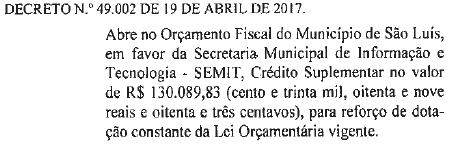 DECRETO N.º 49.002 DE 19 DE ABRIL DE 2017.
Abre no Orçamento Fiscal do Município de São Luís,
em favor da Secretaria Municipal de Informação e
Tecnologia - SEMIT, Crédito Suplementar no valor
de R$ 130.089,83 (cento e trinta mil, oitenta e nove
reais e oitenta e três centavos), para reforço de dota-
ção constante da Lei Orçamentária vigente.